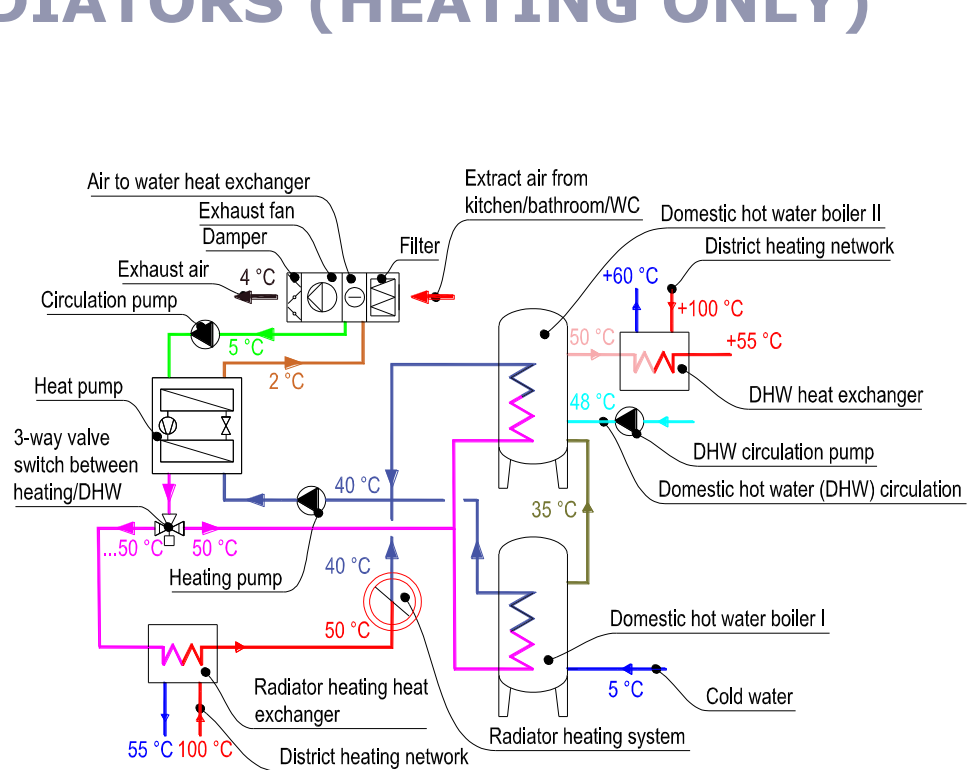 DIATORS (HEATING ONLY)
Air to water heat exchanger
Exhaust fan
Damper
Exhaust air
4 °C
Circulation pump
Filter
Extract air from
kitchen/bathroom/WC
Domestic hot water boiler II
District heating network
+60 °C
+100 °C
+55 °C
50 °C
5 °C
2 °C
Heat pump
DHW heat exchanger
48 °C
DHW circulation pump
Domestic hot water (DHW) circulation
3-way valve
switch between
heating/DHW
40 °C
35 °C
...50 °C
50 °C
Heating pump
40 °C
50 °C
Domestic hot water boiler I
5 °C
Cold water
Radiator heating heat
exchanger
Radiator heating system
55 °C
100 °C
District heating network